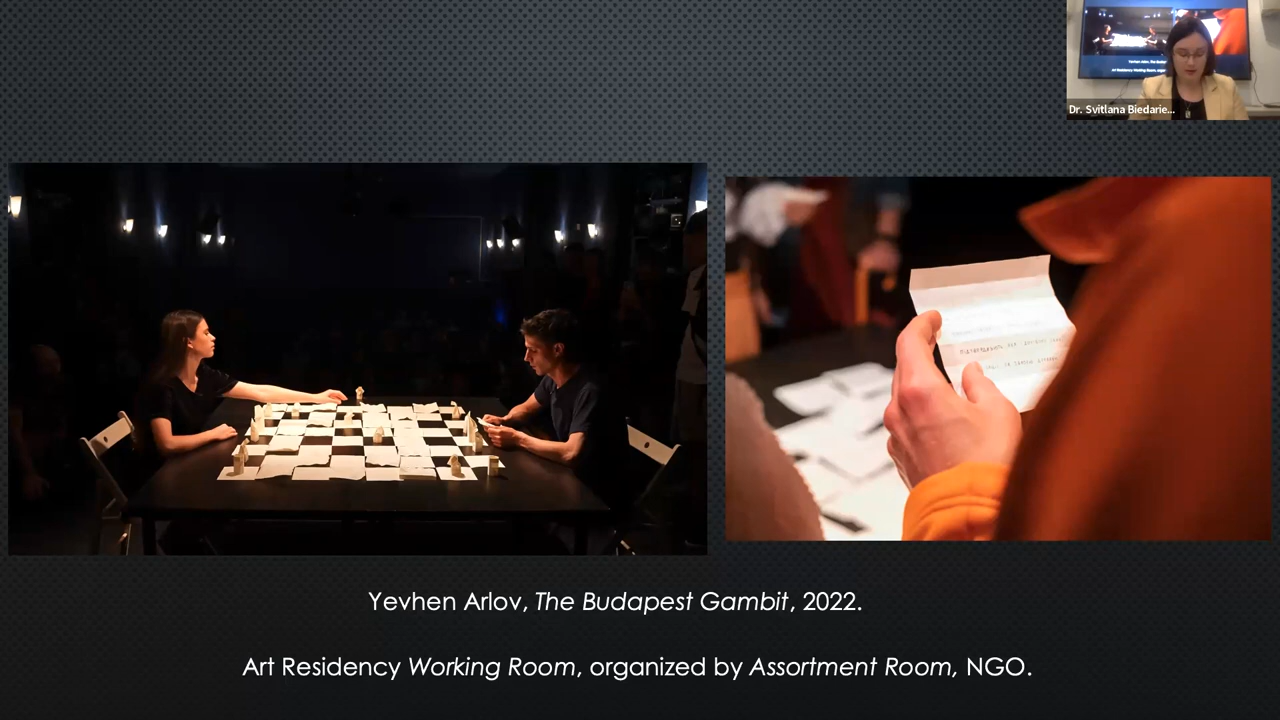 Dr. Svitlana Biedarie...
Yevhen Arlov, The Budapest Gambit, 2022.
Art Residency Working Room, organized by Assortment Room, NGO.